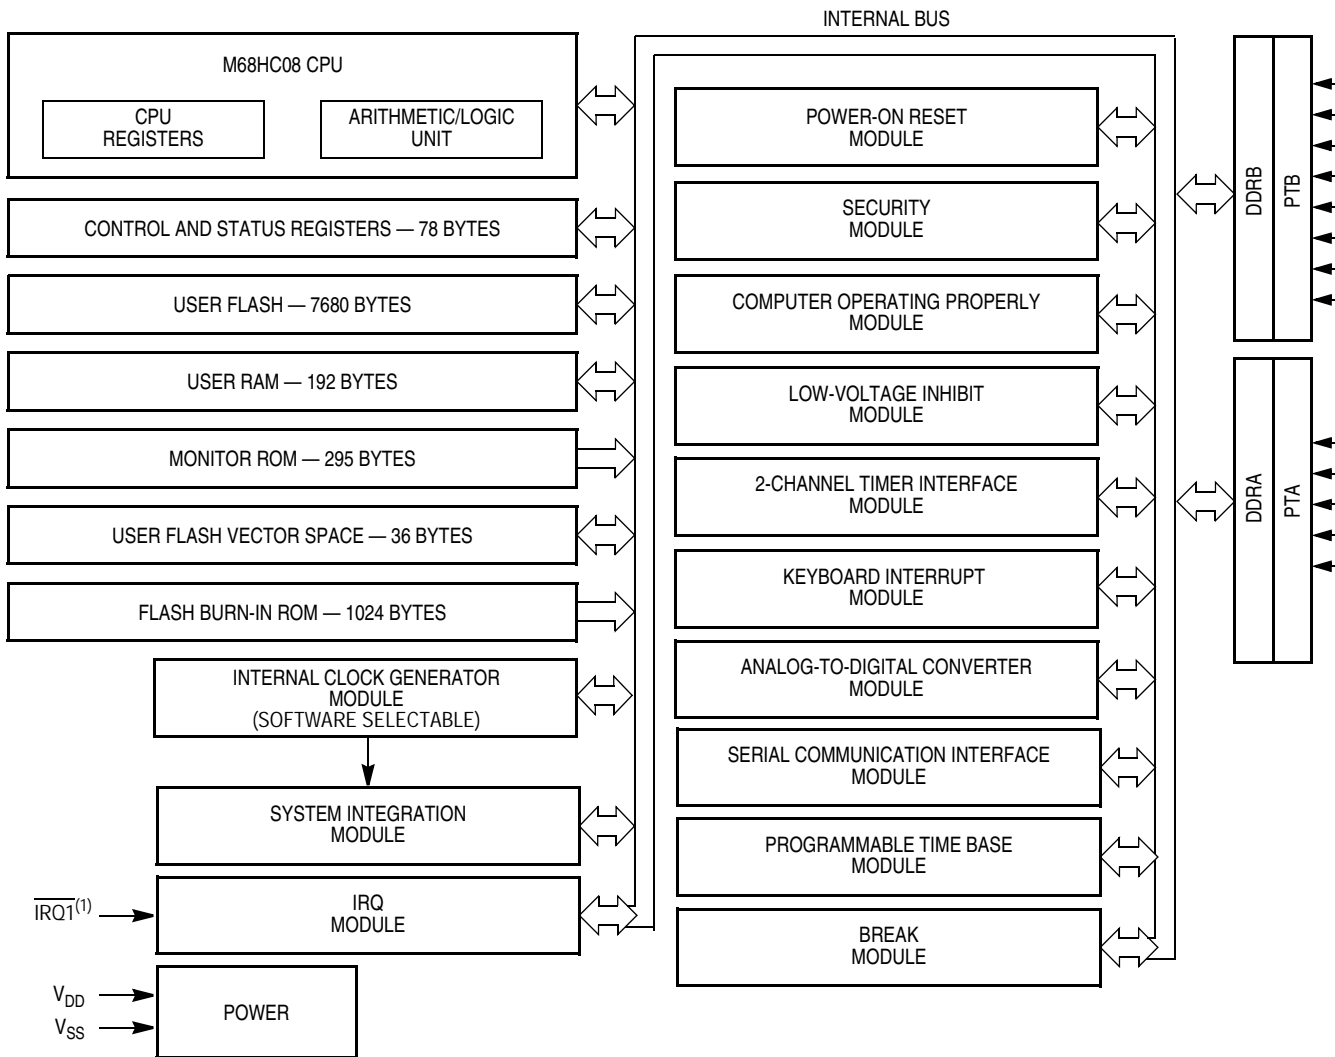 INTERNAL BUS
M68HC08 CPU
CPU
REGISTERS
ARITHMETIC/LOGIC
UNIT
CONTROL AND STATUS REGISTERS — 78 BYTES
USER FLASH — 7680 BYTES
USER RAM — 192 BYTES
MONITOR ROM — 295 BYTES
USER FLASH VECTOR SPACE — 36 BYTES
FLASH BURN-IN ROM — 1024 BYTES
INTERNAL CLOCK GENERATOR
MODULE
(SOFTWARE SELECTABLE)
SYSTEM INTEGRATION
MODULE
IRQ1(1)
IRQ
MODULE
VDD
VSS
POWER
POWER-ON RESET
MODULE
SECURITY
MODULE
COMPUTER OPERATING PROPERLY
MODULE
LOW-VOLTAGE INHIBIT
MODULE
2-CHANNEL TIMER INTERFACE
MODULE
KEYBOARD INTERRUPT
MODULE
ANALOG-TO-DIGITAL CONVERTER
MODULE
SERIAL COMMUNICATION INTERFACE
MODULE
PROGRAMMABLE TIME BASE
MODULE
BREAK
MODULE
DDRB
PTB
DDRA
PTA